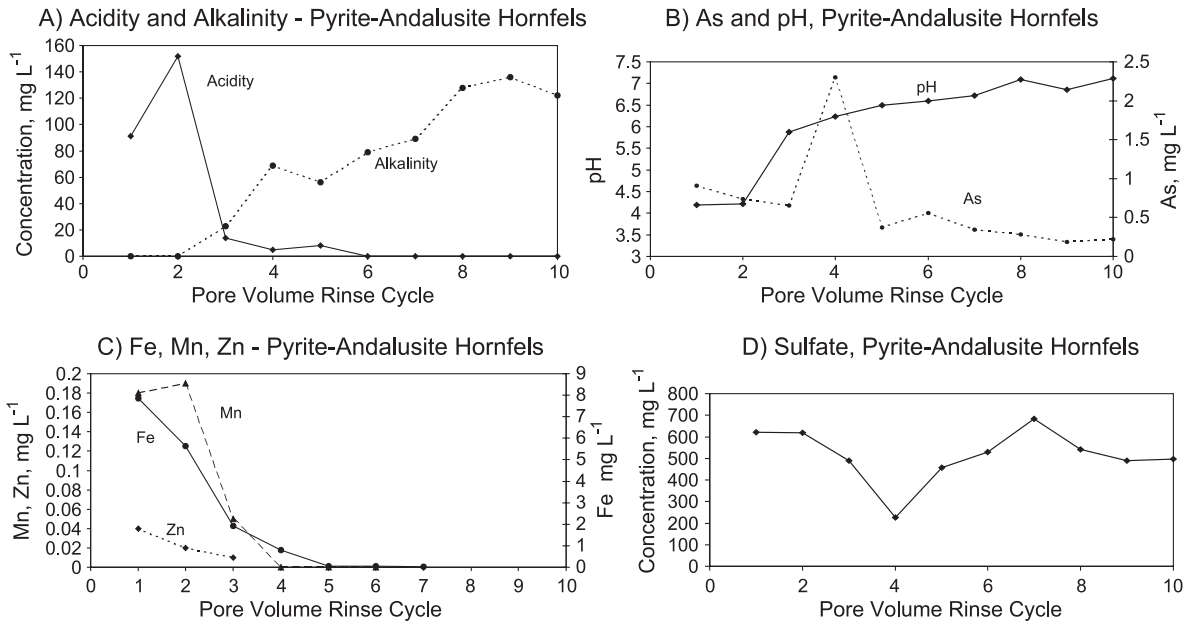 A) Acidity and Alkalinity - Pyrite-Andalusite Hornfels
Concentration, mg L-1
160
140
120
100
80
60
40
20
0
Acidity
Alkalinity
0 2 4 6 8 10
Pore Volume Rinse Cycle
B) As and pH, Pyrite-Andalusite Hornfels
pH
7.5
7
6.5
6
5.5
5
4.5
4
3.5
3
pH
As
2.5
2
1.5
1
0.5
0
As, mg L-1
0 2 4 6 8 10
Pore Volume Rinse Cycle
C) Fe, Mn, Zn - Pyrite-Andalusite Hornfels
Mn, Zn, mg L-1
0.2
0.18
0.16
0.14
0.12
0.1
0.08
0.06
0.04
0.02
0
Mn
Fe
Zn
9
8
7
6
5
4
3
2
1
0
Fe mg L-1
0 1 2 3 4 5 6 7 8 9 10
Pore Volume Rinse Cycle
D) Sulfate, Pyrite-Andalusite Hornfels
Concentration, mg L-1
800
700
600
500
400
300
200
100
0
0 2 4 6 8 10
Pore Volume Rinse Cycle